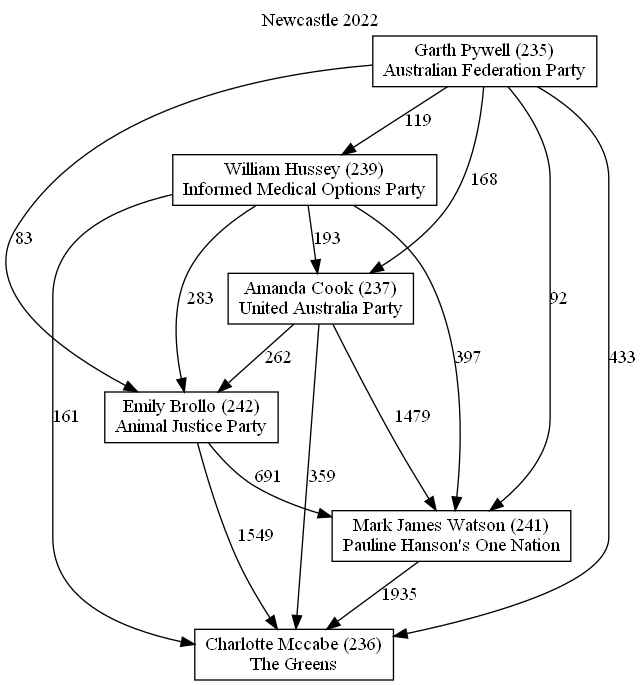 Newcastle 2022
Garth Pywell (235)
Australian Federation Party
119
William Hussey (239)
Informed Medical Options Party
168
83
193
Amanda Cook (237)
United Australia Party
283
92
262
397
433
Emily Brollo (242)
Animal Justice Party
161
1479
691
359
Mark James Watson (241)
Pauline Hanson's One Nation
1549
1935
Charlotte Mccabe (236)
The Greens